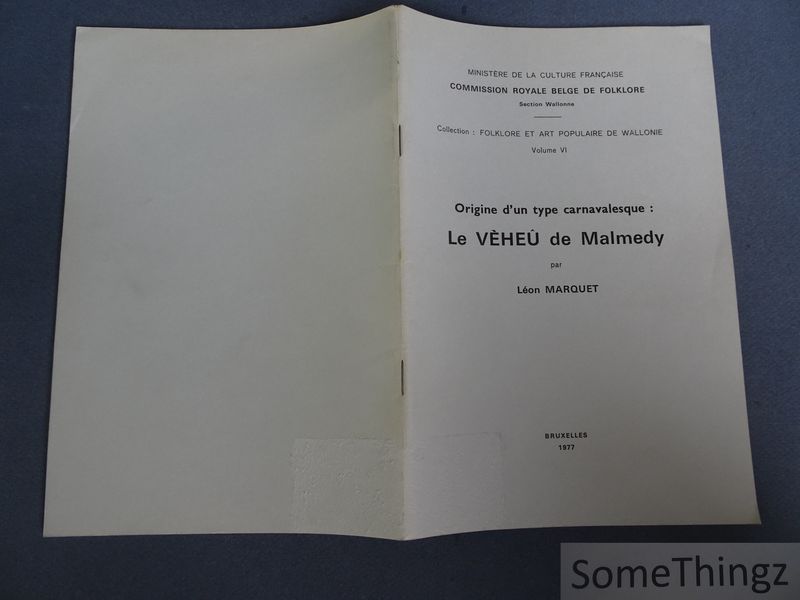 MINISTÈRE DE LA CULTURE FRANÇAISE
COMMISSION ROYALE BELGE DE FOLKLORE
Section Wallonne
Collection : FOLKLORE ET ART POPULAIRE DE WALLONIE
Volume VI
Origine d'un type carnavalesque :
Le VÈHEÛ de Malmedy
par
Léon MARQUET
BRUXELLES
1977
SomeThingz